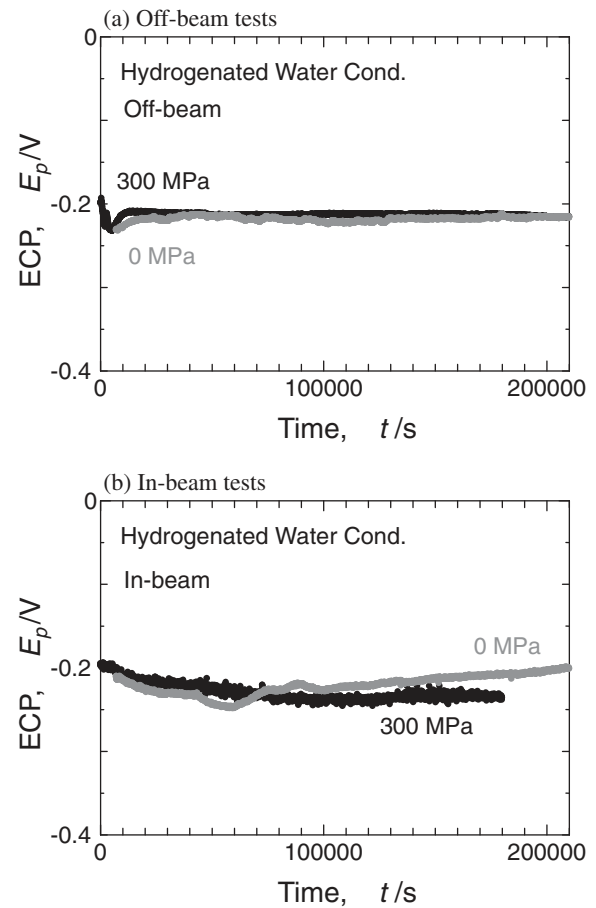 (a) Off-beam tests
0
Hydrogenated Water Cond.
Off-beam
300 MPa
-0.2
0 MPa
ECP, Ep/V
-0.4
0 100000 200000
Time, t /s
(b) In-beam tests
0
Hydrogenated Water Cond.
In-beam
0 MPa
-0.2
300 MPa
ECP, Ep/V
-0.4
0 100000 200000
Time, t /s